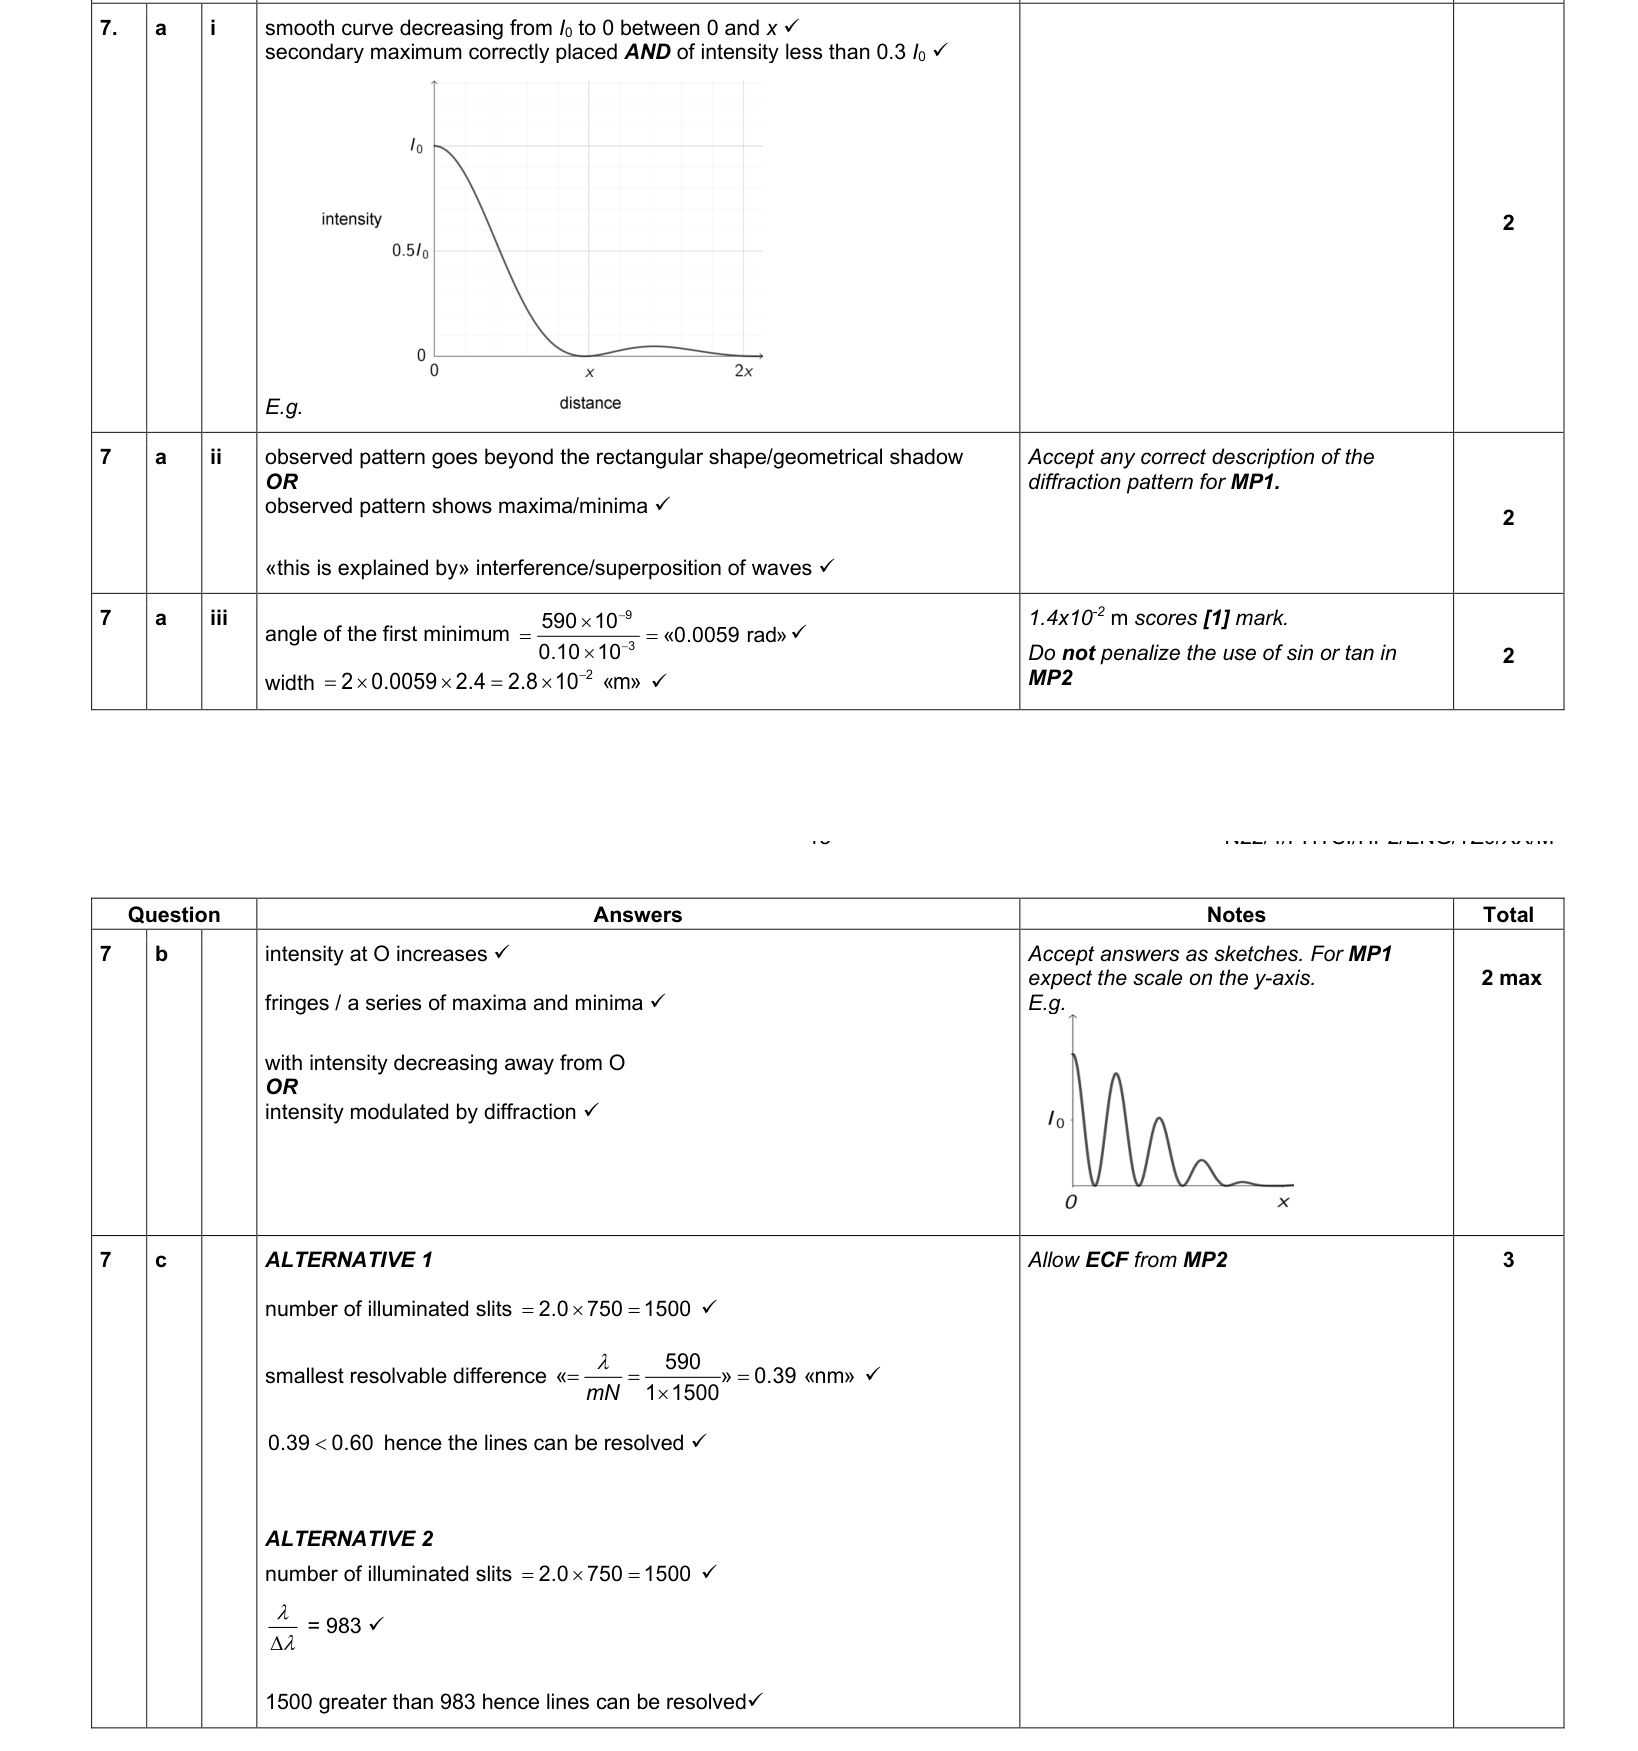 7. a i smooth curve decreasing from I0 to 0 between 0 and x ✓
secondary maximum correctly placed AND of intensity less than 0.3 I0 ✓
I0
intensity
0.5I0
0
0 x 2x
distance
E.g.
2
7 a ii observed pattern goes beyond the rectangular shape/geometrical shadow
OR
observed pattern shows maxima/minima ✓
«this is explained by» interference/superposition of waves ✓
Accept any correct description of the
diffraction pattern for MP1.
2
7 a iii angle of the first minimum = 590×10⁻⁹ / 0.10×10⁻³ = «0.0059 rad» ✓
width = 2×0.0059×2.4 = 2.8×10⁻² «m» ✓
1.4x10⁻² m scores [1] mark.
Do not penalize the use of sin or tan in
MP2
2
Question Answers Notes Total
7 b intensity at O increases ✓
fringes / a series of maxima and minima ✓
with intensity decreasing away from O
OR
intensity modulated by diffraction ✓
Accept answers as sketches. For MP1
expect the scale on the y-axis.
E.g.
I0
0 x
2 max
7 c ALTERNATIVE 1
number of illuminated slits = 2.0×750 = 1500 ✓
smallest resolvable difference «= λ/mN = 590/1×1500» = 0.39 «nm» ✓
0.39 < 0.60 hence the lines can be resolved ✓
ALTERNATIVE 2
number of illuminated slits = 2.0×750 = 1500 ✓
λ/Δλ = 983 ✓
1500 greater than 983 hence lines can be resolved✓
Allow ECF from MP2
3